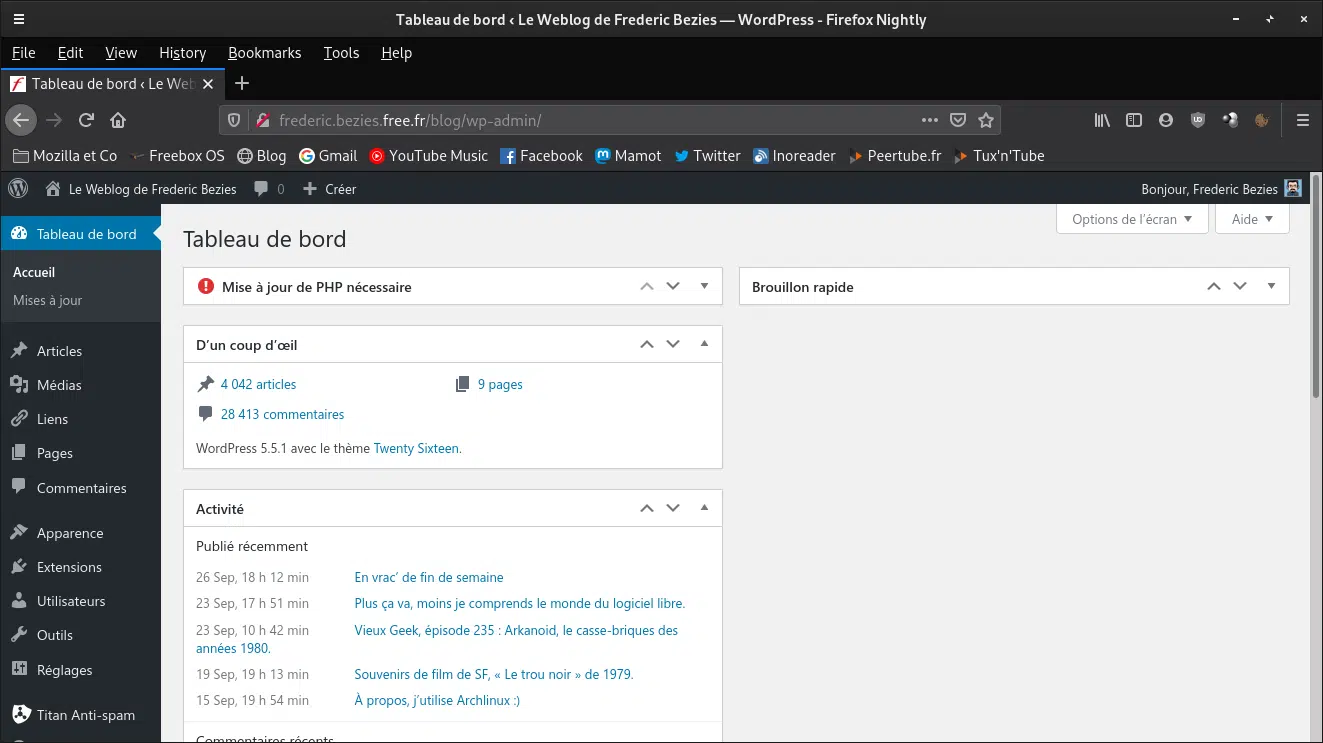 Tableau de bord ‹ Le Weblog de Frederic Bezies — WordPress - Firefox Nightly
File Edit View History Bookmarks Tools Help
Tableau de bord ‹ Le Web
frederic.bezies.free.fr/blog/wp-admin/
Mozilla et Co Freebox OS Blog Gmail YouTube Music Facebook Mamot Twitter Inoreader Peertube.fr Tux'n'Tube
Le Weblog de Frederic Bezies 0 Créer Bonjour, Frederic Bezies
Options de l’écran Aide
Tableau de bord
Accueil
Mises à jour
Articles
Médias
Liens
Pages
Commentaires
Apparence
Extensions
Utilisateurs
Outils
Réglages
Titan Anti-spam
Tableau de bord
Mise à jour de PHP nécessaire
Brouillon rapide
D’un coup d’œil
4 042 articles 9 pages
28 413 commentaires
WordPress 5.5.1 avec le thème Twenty Sixteen.
Activité
Publié récemment
26 Sep, 18 h 12 min En vrac’ de fin de semaine
23 Sep, 17 h 51 min Plus ça va, moins je comprends le monde du logiciel libre.
23 Sep, 10 h 42 min Vieux Geek, épisode 235 : Arkanoid, le casse-briques des
années 1980.
19 Sep, 19 h 13 min Souvenirs de film de SF, « Le trou noir » de 1979.
15 Sep, 19 h 54 min À propos, j’utilise Archlinux :)
Commentaires récents